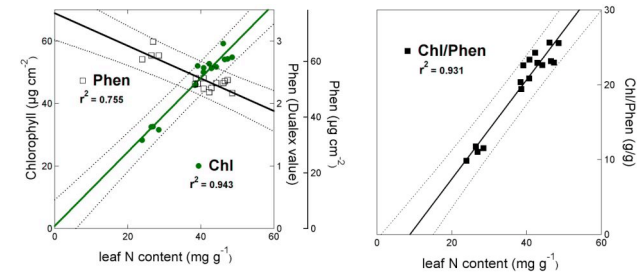 Chlorophyll (µg cm⁻²)
60
40
20
0
Phen
r² = 0.755
Chl
r² = 0.943
0 20 40 60
leaf N content (mg g⁻¹)
3
2
1
0
Phen (Dualex value)
60
20
0
Phen (µg cm⁻²)
Chl/Phen
r² = 0.931
0 20 40 60
leaf N content (mg g⁻¹)
30
20
10
0
Chl/Phen (g/g)